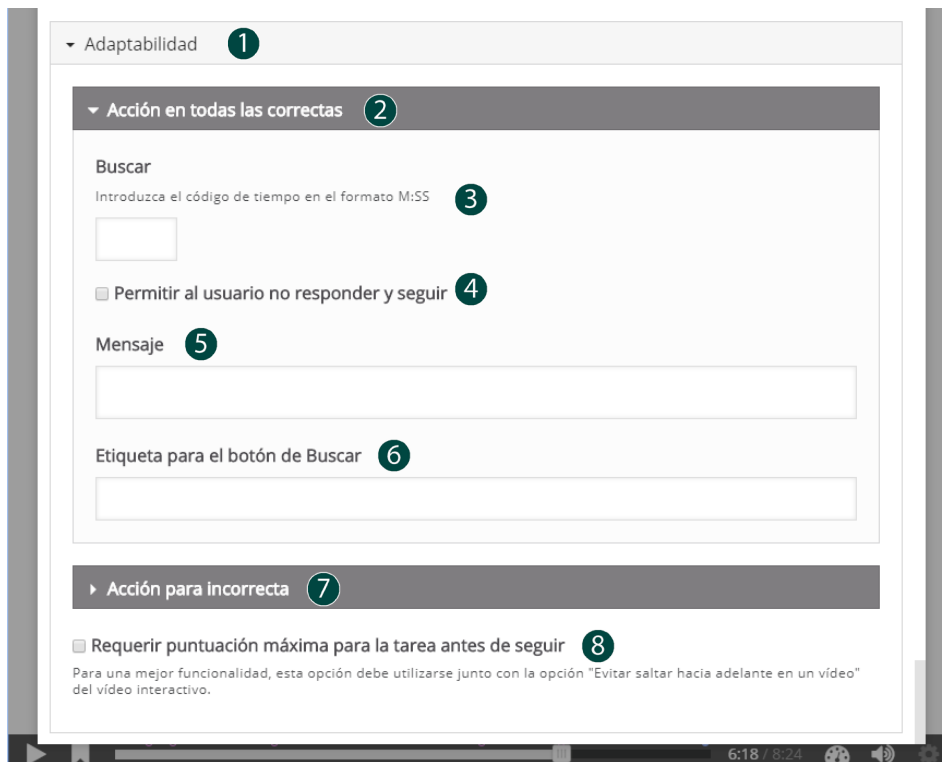 Adaptabilidad 1
Acción en todas las correctas 2
Buscar
Introduzca el código de tiempo en el formato M:SS 3
Permitir al usuario no responder y seguir 4
Mensaje 5
Etiqueta para el botón de Buscar 6
Acción para incorrecta 7
Requerir puntuación máxima para la tarea antes de seguir 8
Para una mejor funcionalidad, esta opción debe utilizarse junto con la opción "Evitar saltar hacia adelante en un vídeo"
del vídeo interactivo.
6:18 / 8:24